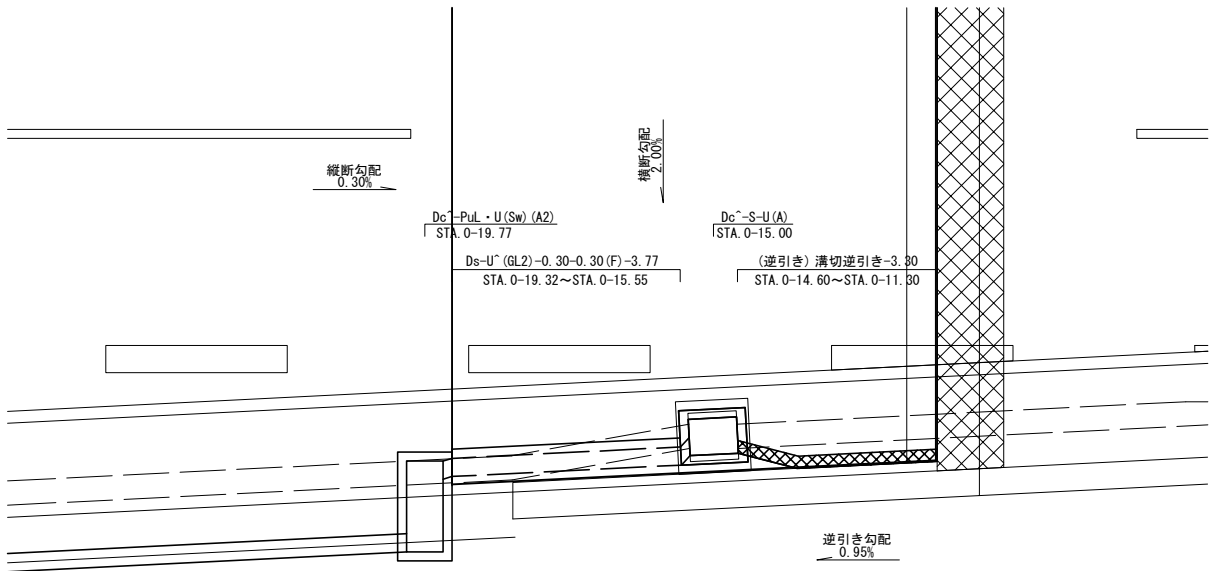 縦断勾配
0.30%
横断勾配
2.00%
Dc^-PuL・U(Sw)(A2)
STA.0-19.77
Dc^-S-U(A)
STA.0-15.00
Ds-U^(GL2)-0.30-0.30(F)-3.77
STA.0-19.32～STA.0-15.55
(逆引き)溝切逆引き-3.30
STA.0-14.60～STA.0-11.30
逆引き勾配
0.95%